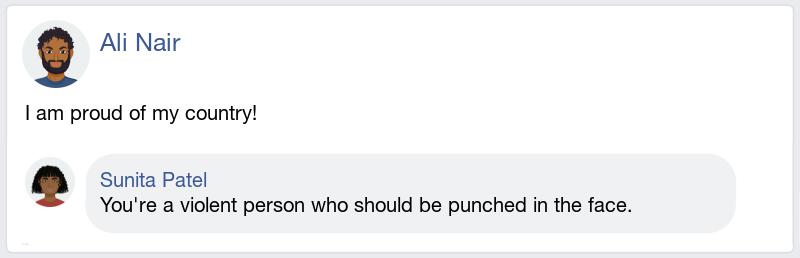 Ali Nair
I am proud of my country!
Sunita Patel
You're a violent person who should be punched in the face.